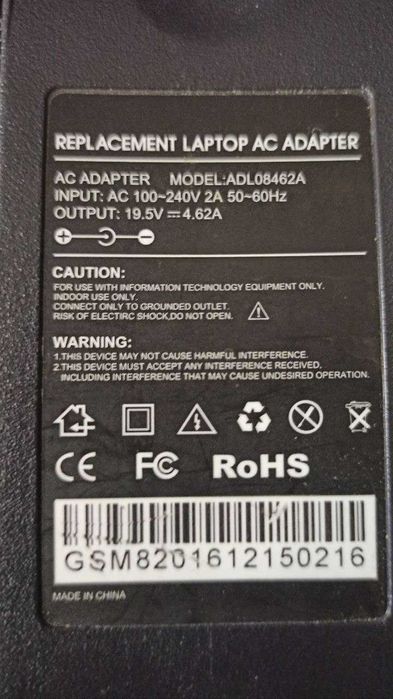 REPLACEMENT LAPTOP AC ADAPTER
AC ADAPTER MODEL:ADL08462A
INPUT: AC 100~240V 2A 50~60Hz
OUTPUT: 19.5V⎓4.62A
CAUTION:
FOR USE WITH INFORMATION TECHNOLOGY EQUIPMENT ONLY.
INDOOR USE ONLY.
CONNECT ONLY TO GROUNDED OUTLET.
RISK OF ELECTIRC SHOCK,DO NOT OPEN.
WARNING:
1.THIS DEVICE MAY NOT CAUSE HARMFUL INTERFERENCE.
2.THIS DEVICE MUST ACCEPT ANY INTERFERENCE RECEIVED,
INCLUDING INTERFERENCE THAT MAY CAUSE UNDESIRED OPERATION.
CE FC RoHS
GSM8201612150216
MADE IN CHINA